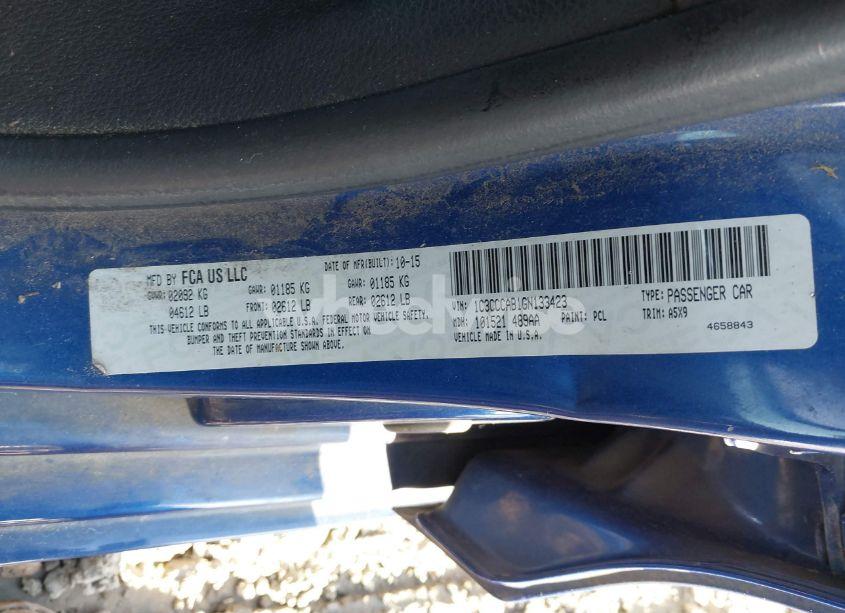 MFD BY FCA US LLC
DATE OF MFR(BUILT): 10-15
GVWR: 02092 KG
GAWR: 01185 KG
GAWR: 01185 KG
04612 LB
FRONT: 02612 LB
REAR: 02612 LB
THIS VEHICLE CONFORMS TO ALL APPLICABLE U.S.A. FEDERAL MOTOR VEHICLE SAFETY,
BUMPER AND THEFT PREVENTION STANDARDS IN EFFECT ON
THE DATE OF MANUFACTURE SHOWN ABOVE.
VIN: 1C3CCCAB1GN133423
TYPE: PASSENGER CAR
MDH: 101521 489AA
PAINT: PCL
TRIM: A5X9
VEHICLE MADE IN U.S.A.
4658843